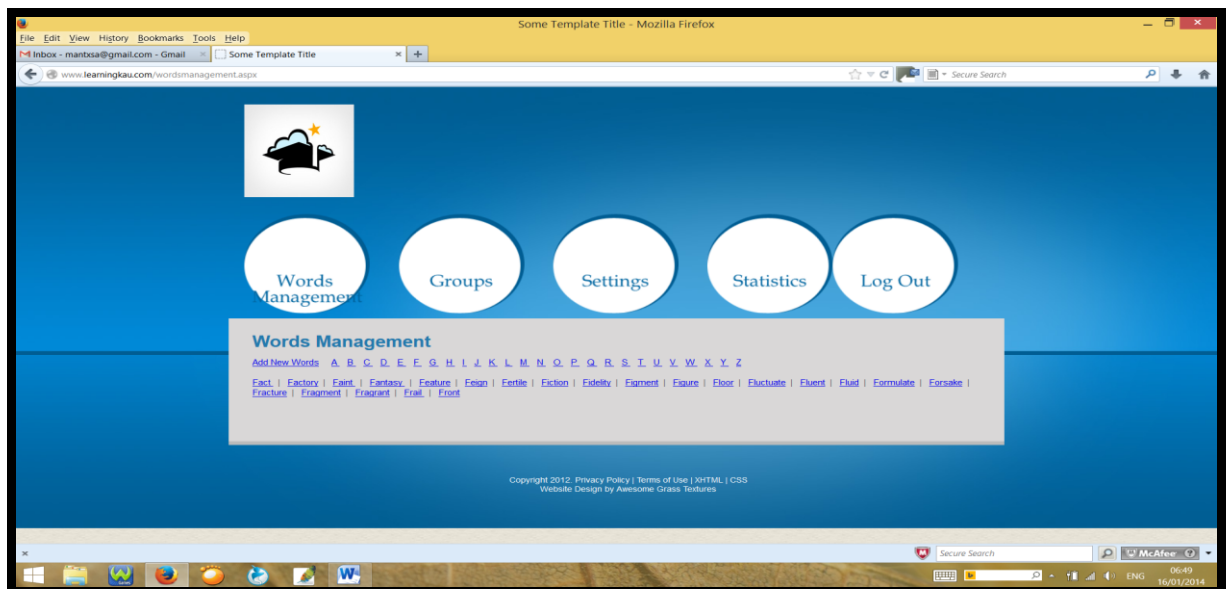 Some Template Title - Mozilla Firefox
File Edit View History Bookmarks Tools Help
Inbox - mantxsa@gmail.com - Gmail × Some Template Title × +
www.learningkau.com/wordsmanagement.aspx Secure Search
Words Management
Groups
Settings
Statistics
Log Out
Words Management
Add New Words A B C D E F G H I J K L M N O P Q R S T U V W X Y Z
Fact | Factory | Faint | Fantasy | Feature | Feign | Fertile | Fiction | Fidelity | Figment | Figure | Floor | Fluctuate | Fluent | Fluid | Formulate | Forsake |
Fracture | Fragment | Fragrant | Frail | Front
Copyright 2012. Privacy Policy | Terms of Use | XHTML | CSS
Website Design by Awesome Grass Textures
× Secure Search McAfee
ENG 06:49
16/01/2014